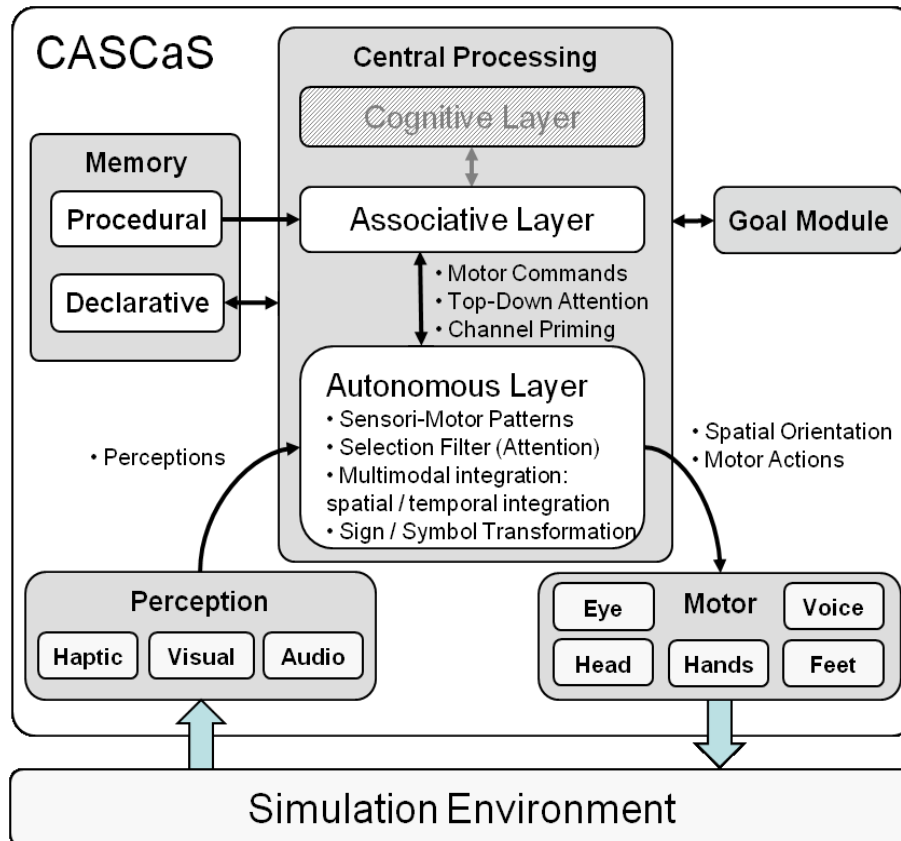 CASCaS
Central Processing
Cognitive Layer
Memory
Procedural
Associative Layer
Goal Module
Declarative
• Motor Commands
• Top-Down Attention
• Channel Priming
Autonomous Layer
• Sensori-Motor Patterns
• Selection Filter (Attention)
• Multimodal integration:
spatial / temporal integration
• Sign / Symbol Transformation
• Perceptions
• Spatial Orientation
• Motor Actions
Perception
Haptic
Visual
Audio
Eye
Motor
Voice
Head
Hands
Feet
Simulation Environment